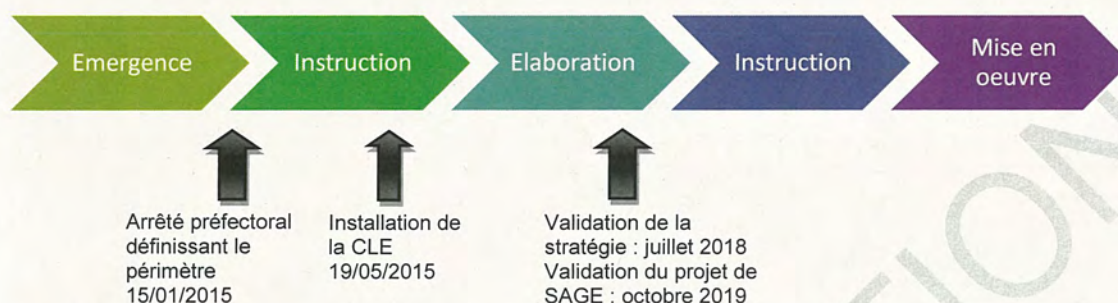 Emergence
Instruction
Elaboration
Instruction
Mise en
oeuvre
Arrêté préfectoral
définissant le
périmètre
15/01/2015
Installation de
la CLE
19/05/2015
Validation de la
stratégie : juillet 2018
Validation du projet de
SAGE : octobre 2019